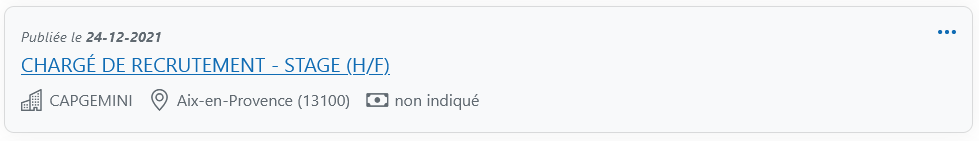 Publiée le 24-12-2021
CHARGÉ DE RECRUTEMENT - STAGE (H/F)
CAPGEMINI Aix-en-Provence (13100) non indiqué